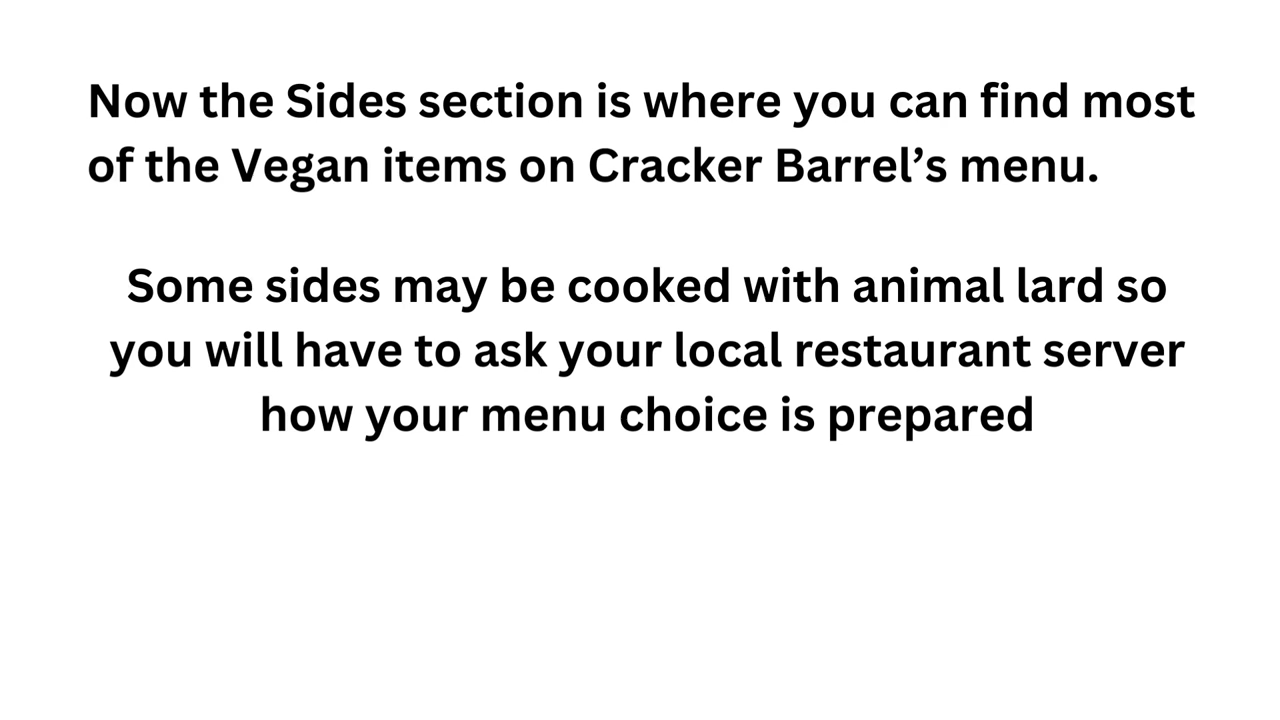 Now the Sides section is where you can find most
of the Vegan items on Cracker Barrel’s menu.
Some sides may be cooked with animal lard so
you will have to ask your local restaurant server
how your menu choice is prepared